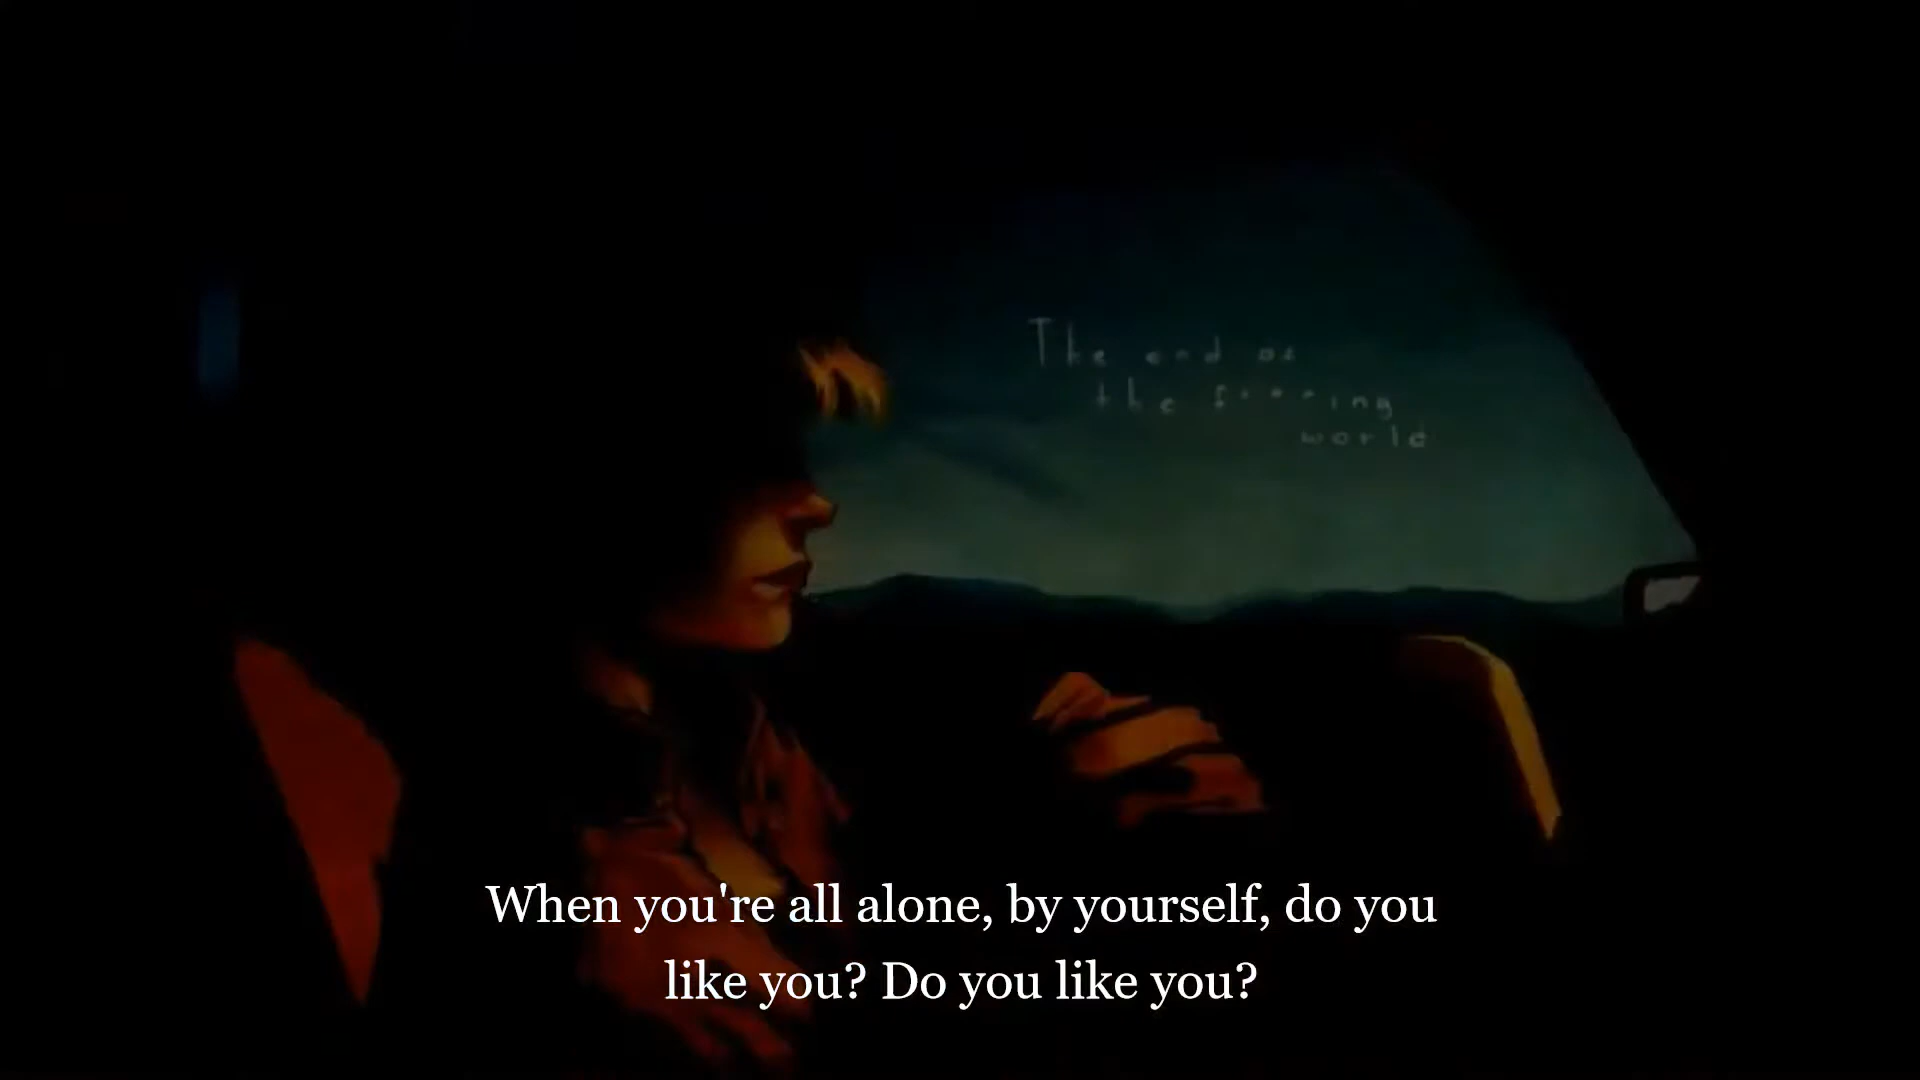 The end of
the f****ing
world
When you're all alone, by yourself, do you
like you? Do you like you?